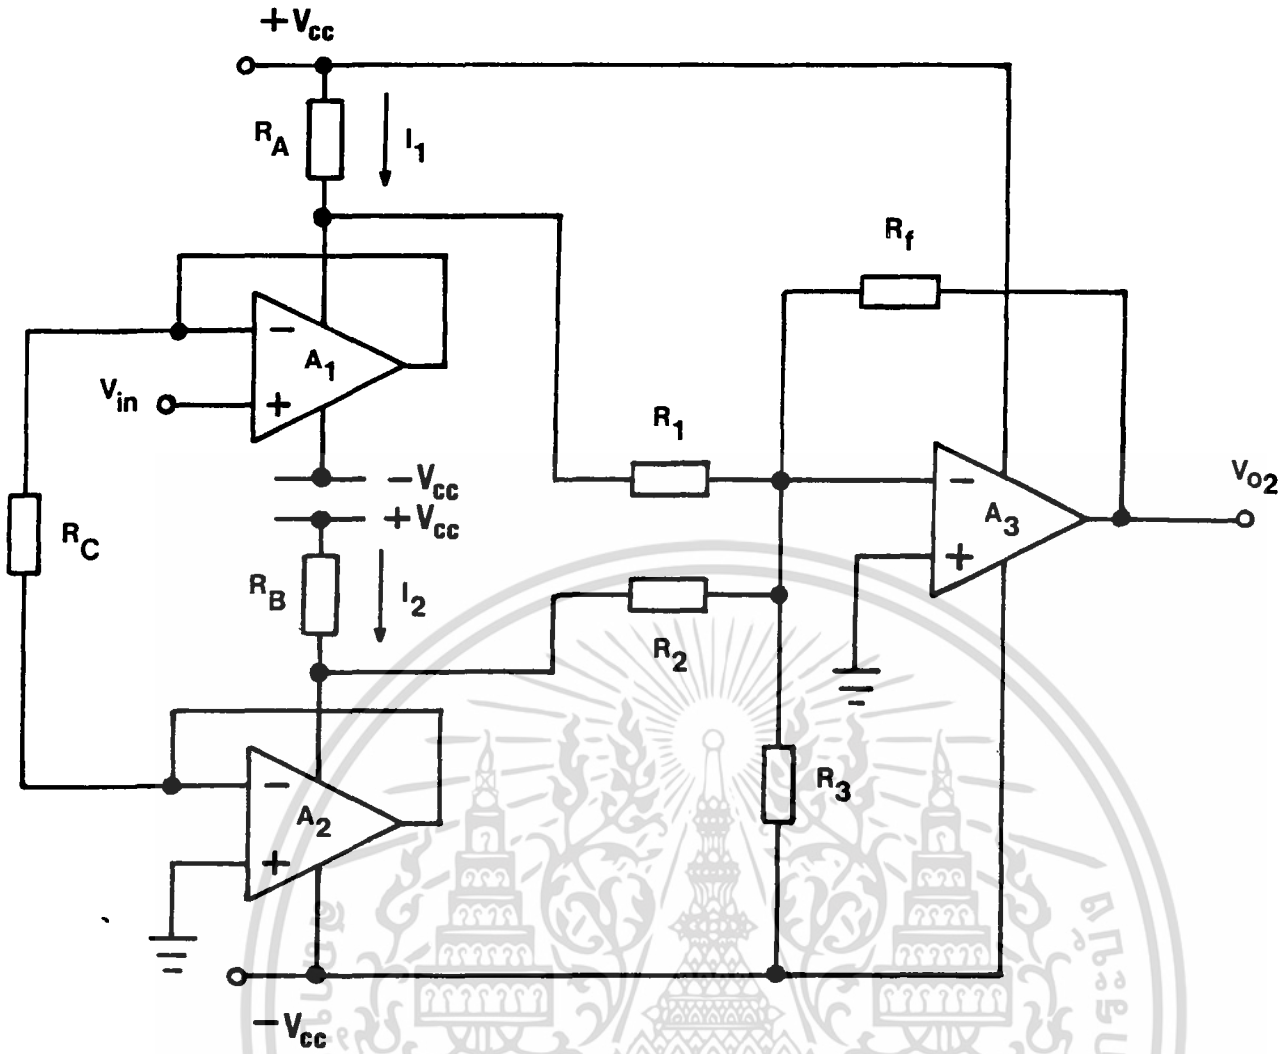 +Vcc
RA
I1
Rf
A1
Vin
−
+
R1
−Vcc
+Vcc
−
A3
+
Vo2
RC
RB
I2
R2
−
A2
+
R3
−Vcc